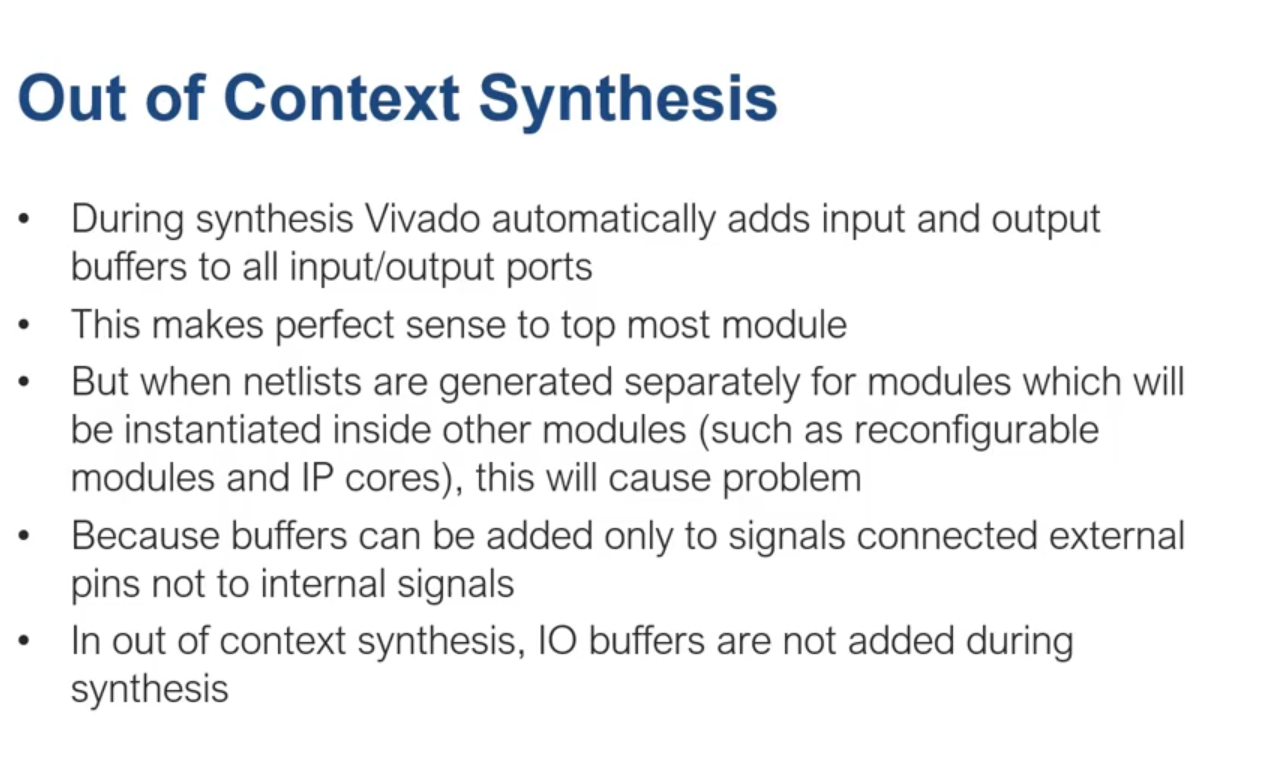 Out of Context Synthesis
• During synthesis Vivado automatically adds input and output
buffers to all input/output ports
• This makes perfect sense to top most module
• But when netlists are generated separately for modules which will
be instantiated inside other modules (such as reconfigurable
modules and IP cores), this will cause problem
• Because buffers can be added only to signals connected external
pins not to internal signals
• In out of context synthesis, IO buffers are not added during
synthesis